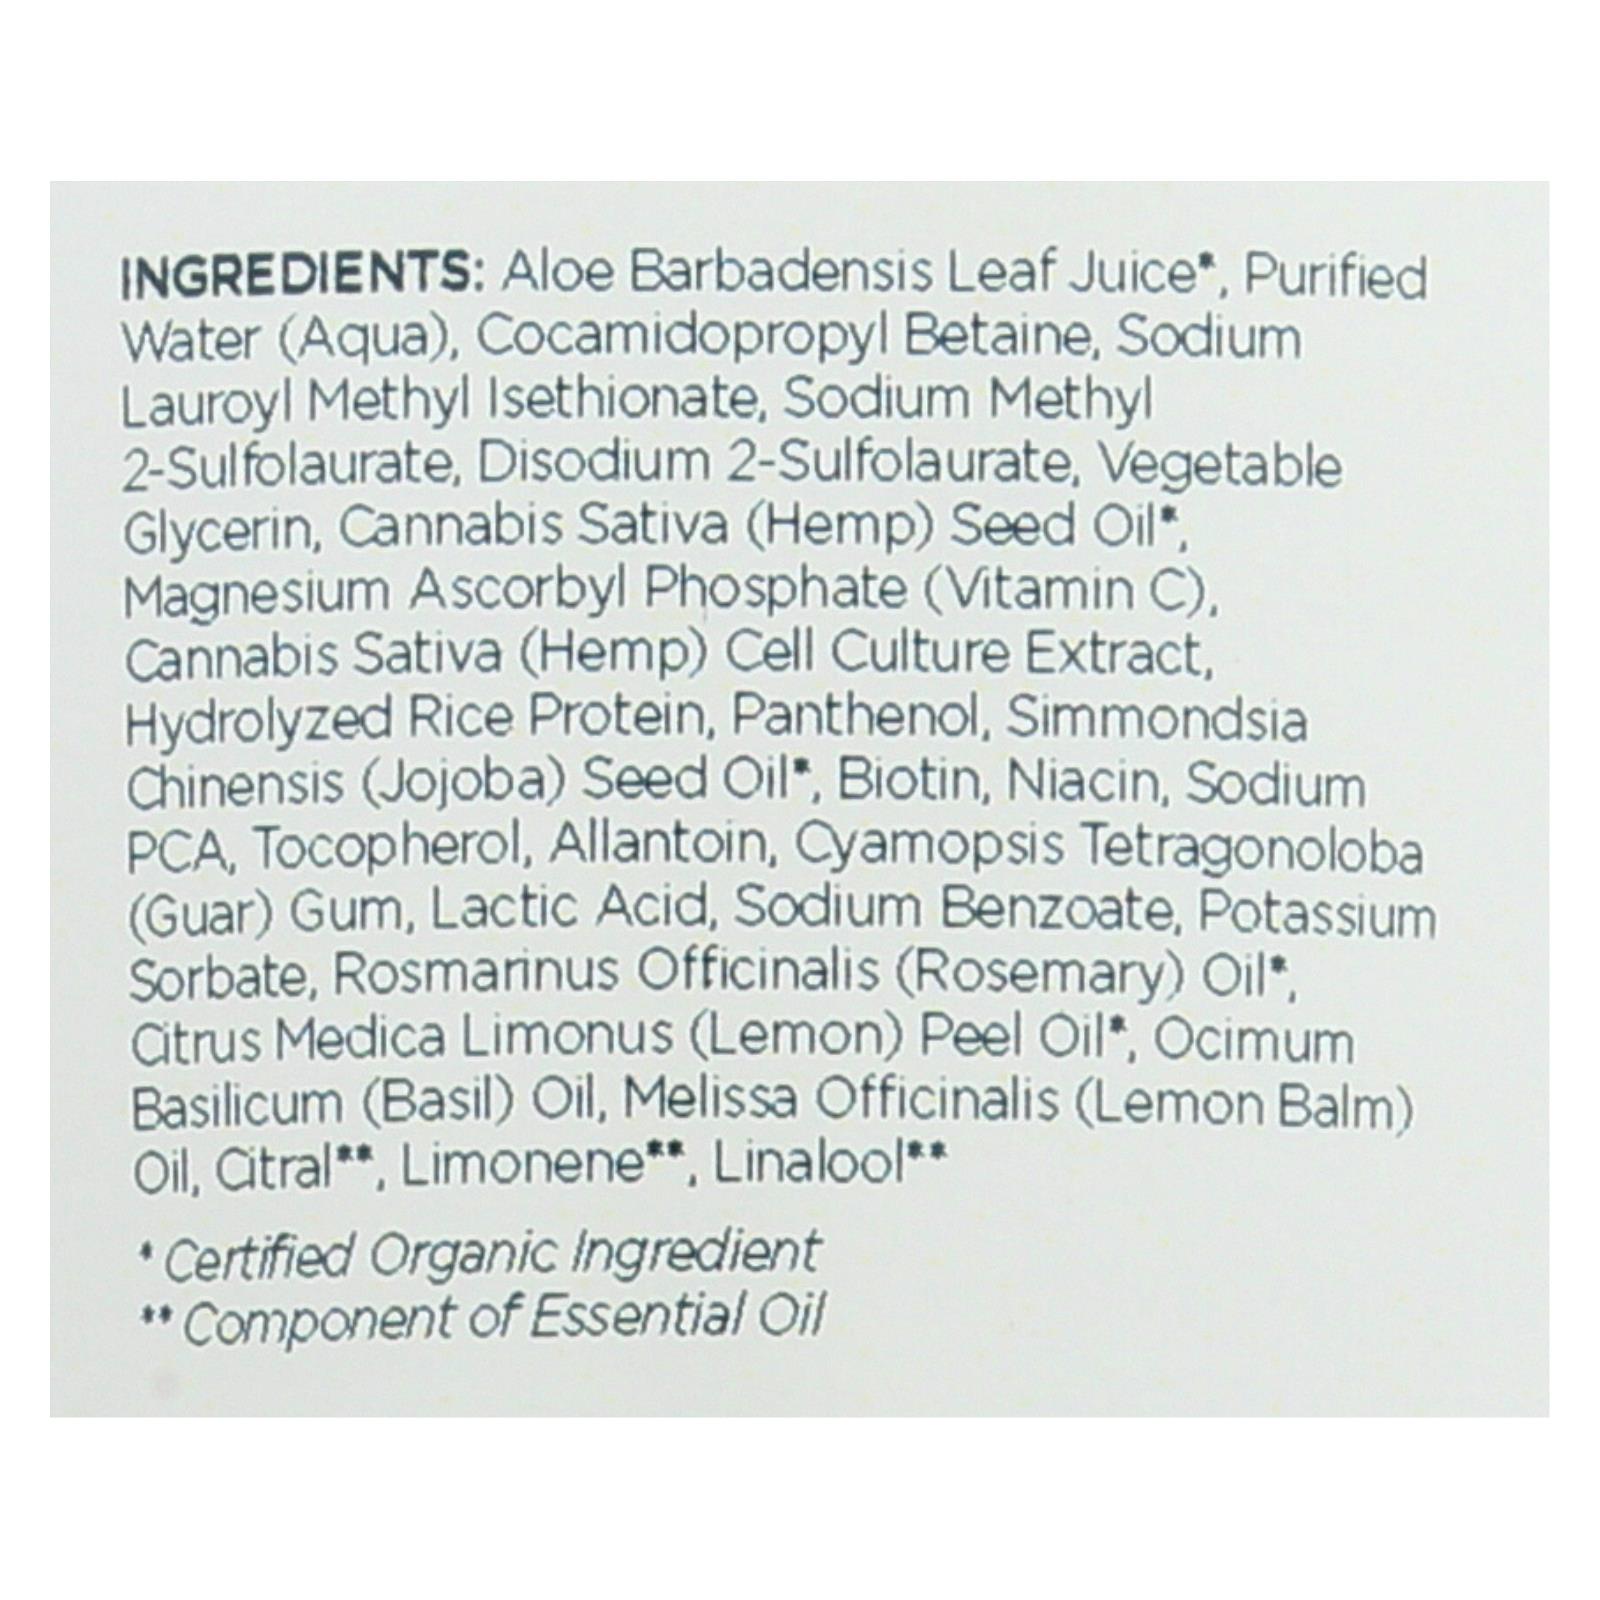 INGREDIENTS: Aloe Barbadensis Leaf Juice*, Purified
Water (Aqua), Cocamidopropyl Betaine, Sodium
Lauroyl Methyl Isethionate, Sodium Methyl
2-Sulfolaurate, Disodium 2-Sulfolaurate, Vegetable
Glycerin, Cannabis Sativa (Hemp) Seed Oil*,
Magnesium Ascorbyl Phosphate (Vitamin C),
Cannabis Sativa (Hemp) Cell Culture Extract,
Hydrolyzed Rice Protein, Panthenol, Simmondsia
Chinensis (Jojoba) Seed Oil*, Biotin, Niacin, Sodium
PCA, Tocopherol, Allantoin, Cyamopsis Tetragonoloba
(Guar) Gum, Lactic Acid, Sodium Benzoate, Potassium
Sorbate, Rosmarinus Officinalis (Rosemary) Oil*,
Citrus Medica Limonus (Lemon) Peel Oil*, Ocimum
Basilicum (Basil) Oil, Melissa Officinalis (Lemon Balm)
Oil, Citral**, Limonene**, Linalool**
* Certified Organic Ingredient
** Component of Essential Oil